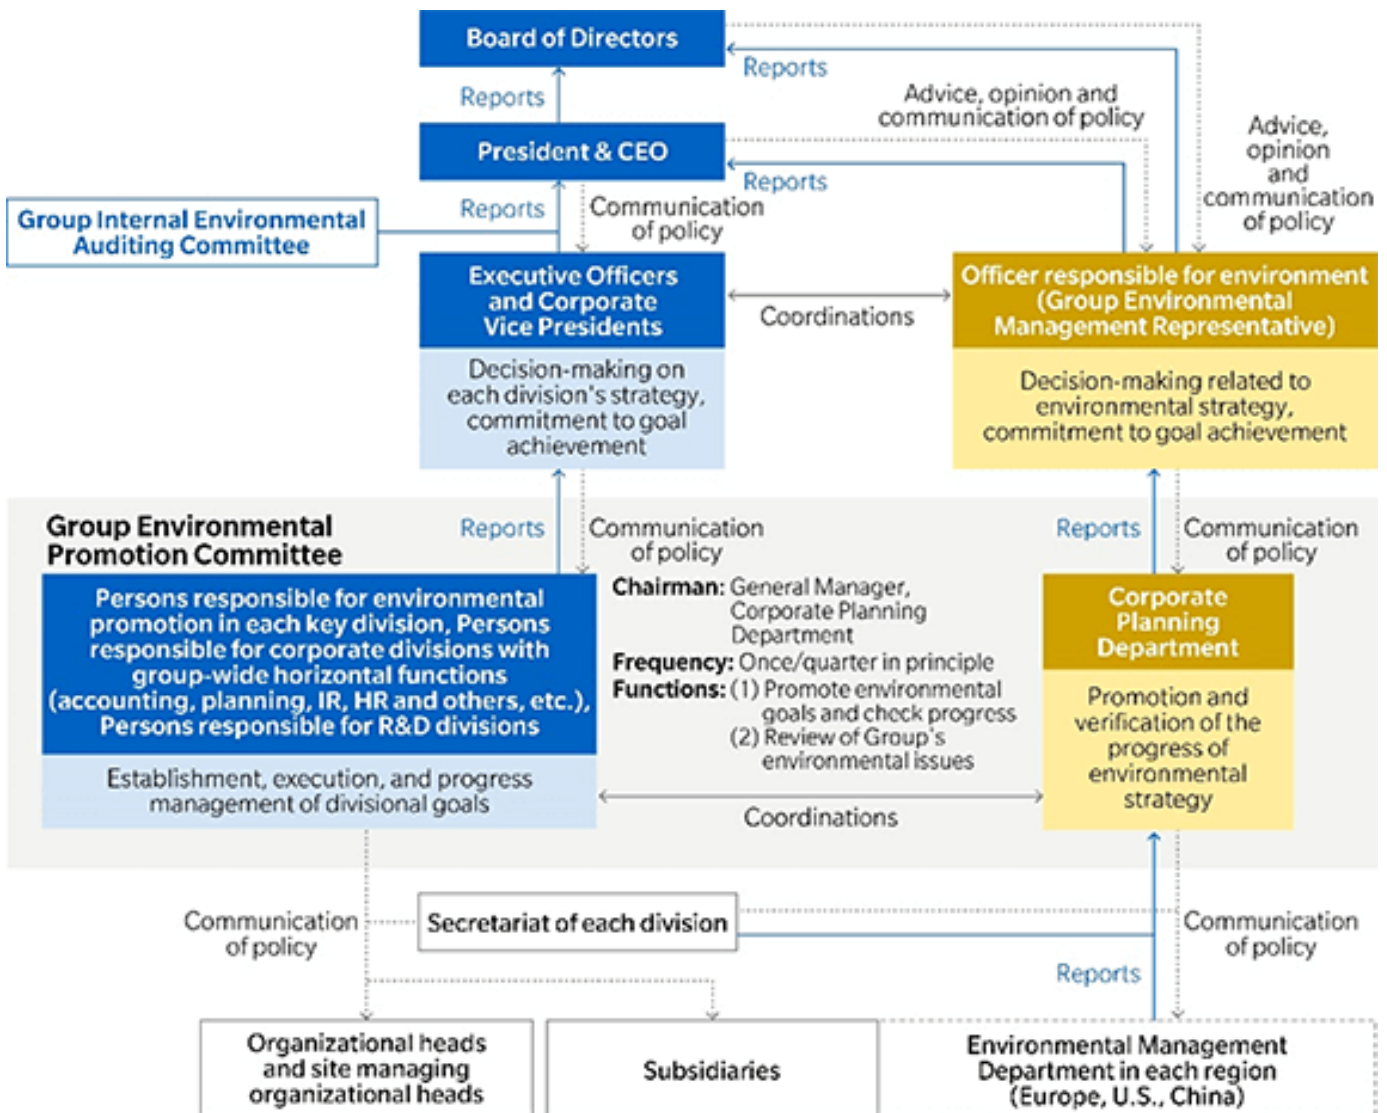 Board of Directors
Reports
Reports
Advice, opinion and
communication of policy
Advice,
opinion
and
communication
of policy
President & CEO
Reports
Reports
Communication
of policy
Group Internal Environmental
Auditing Committee
Executive Officers
and Corporate
Vice Presidents
Coordinations
Officer responsible for environment
(Group Environmental
Management Representative)
Decision-making on
each division's strategy,
commitment to goal
achievement
Decision-making related to
environmental strategy,
commitment to goal achievement
Group Environmental
Promotion Committee
Reports
Communication
of policy
Reports
Communication
of policy
Persons responsible for environmental
promotion in each key division, Persons
responsible for corporate divisions with
group-wide horizontal functions
(accounting, planning, IR, HR and others, etc.),
Persons responsible for R&D divisions
Establishment, execution, and progress
management of divisional goals
Chairman: General Manager,
Corporate Planning
Department
Frequency: Once/quarter in principle
Functions: (1) Promote environmental
goals and check progress
(2) Review of Group's
environmental issues
Coordinations
Corporate
Planning
Department
Promotion and
verification of the
progress of
environmental
strategy
Communication
of policy
Secretariat of each division
Communication
of policy
Reports
Organizational heads
and site managing
organizational heads
Subsidiaries
Environmental Management
Department in each region
(Europe, U.S., China)